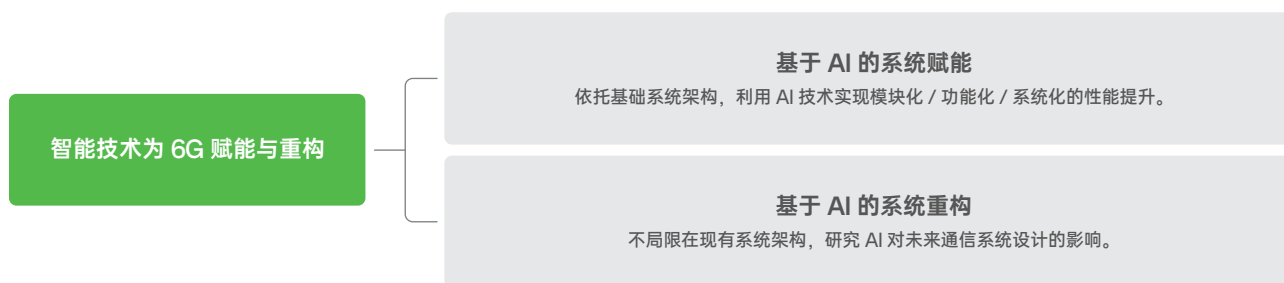 智能技术为 6G 赋能与重构
基于 AI 的系统赋能
依托基础系统架构，利用 AI 技术实现模块化 / 功能化 / 系统化的性能提升。
基于 AI 的系统重构
不局限在现有系统架构，研究 AI 对未来通信系统设计的影响。